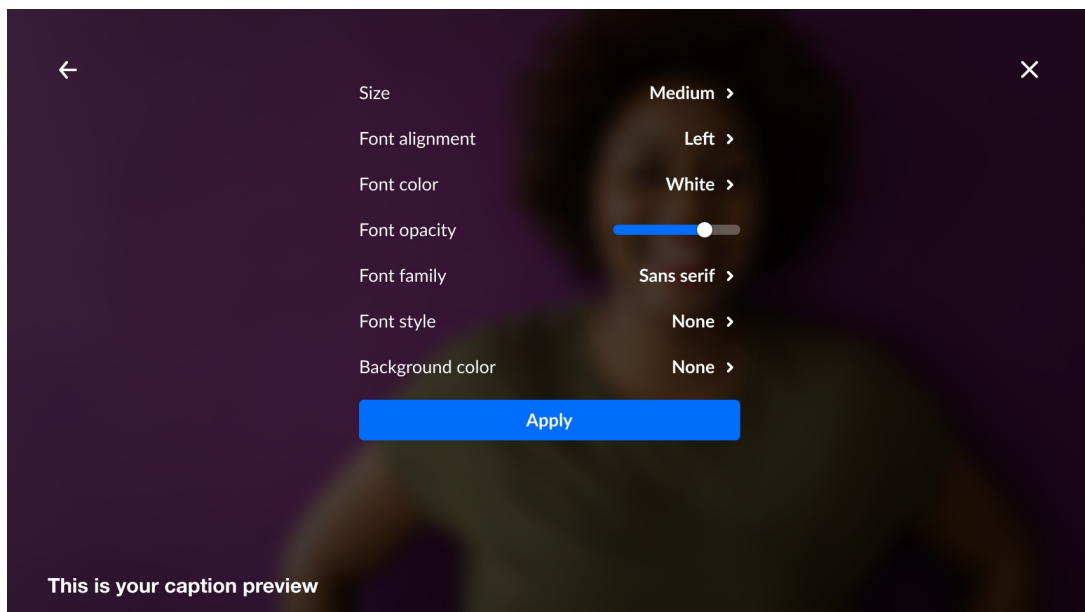 Size Medium
Font alignment Left
Font color White
Font opacity
Font family Sans serif
Font style None
Background color None
Apply
This is your caption preview